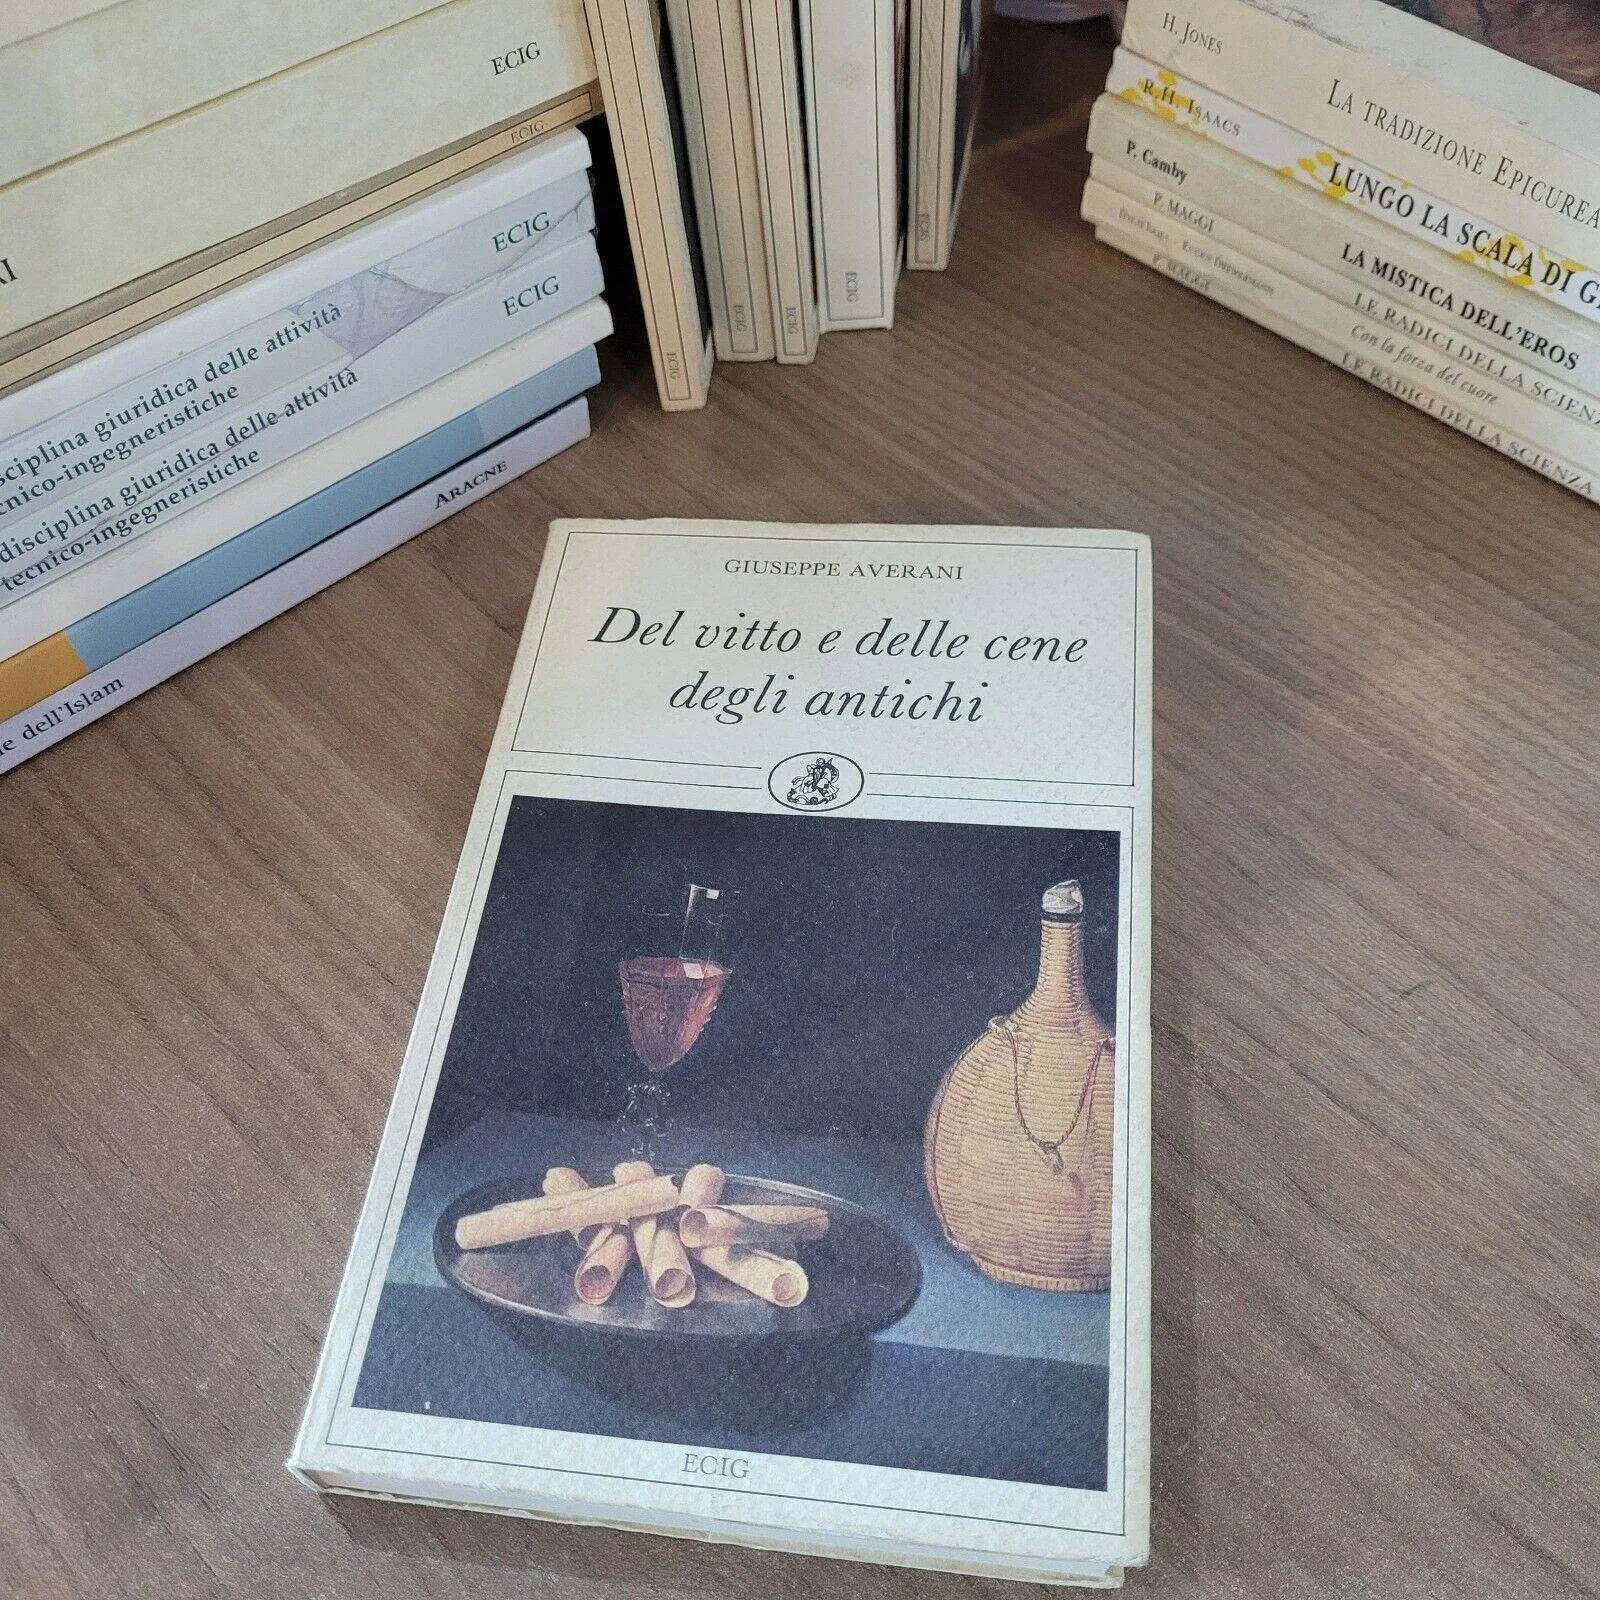 ECIG
ECIG
AI
ECIG
disciplina giuridica delle attività
tecnico-ingegneristiche
ECIG
disciplina giuridica delle attività
tecnico-ingegneristiche
ARACNE
dell'Islam
ECIG
ECIG
ECIG
ECIG
ECIG
H. JONES
LA TRADIZIONE EPICUREA
R.H. ISAACS
LUNGO LA SCALA DI
P. Camby
LA MISTICA DELL'EROS
P. MAGGI
LE RADICI DELLA SCIENZA
Con la forza del cuore
P. MAGGI
LE RADICI DELLA SCIENZA
GIUSEPPE AVERANI
Del vitto e delle cene
degli antichi
ECIG